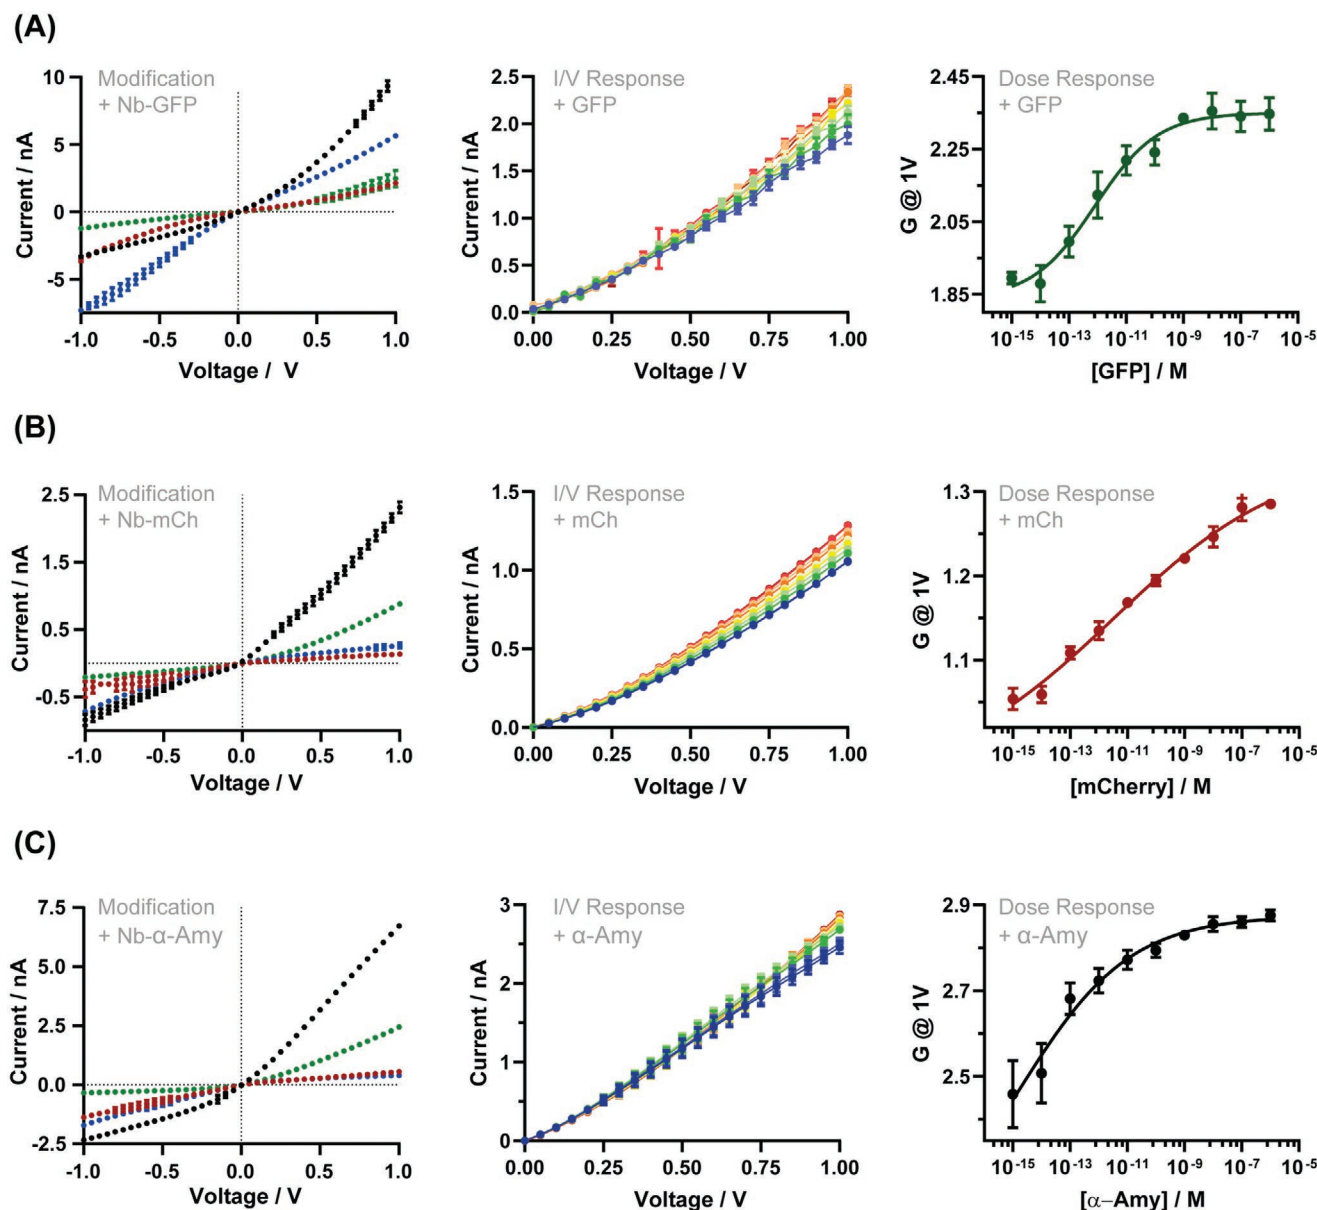 (A)
Modification
+ Nb-GFP
10
5
0
-5
Current / nA
-1.0 -0.5 0.0 0.5 1.0
Voltage / V
I/V Response
+ GFP
2.5
2.0
1.5
1.0
0.5
0.0
Current / nA
0.00 0.25 0.50 0.75 1.00
Voltage / V
Dose Response
+ GFP
2.45
2.25
2.05
1.85
G @ 1V
10-15 10-13 10-11 10-9 10-7 10-5
[GFP] / M
(B)
Modification
+ Nb-mCh
2.5
1.5
0.5
-0.5
Current / nA
-1.0 -0.5 0.0 0.5 1.0
Voltage / V
I/V Response
+ mCh
1.5
1.0
0.5
0.0
Current / nA
0.00 0.25 0.50 0.75 1.00
Voltage / V
Dose Response
+ mCh
1.3
1.2
1.1
G @ 1V
10-15 10-13 10-11 10-9 10-7 10-5
[mCherry] / M
(C)
Modification
+ Nb-α-Amy
7.5
5.0
2.5
0.0
-2.5
Current / nA
-1.0 -0.5 0.0 0.5 1.0
Voltage / V
I/V Response
+ α-Amy
3
2
1
0
Current / nA
0.00 0.25 0.50 0.75 1.00
Voltage / V
Dose Response
+ α-Amy
2.9
2.7
2.5
G @ 1V
10-15 10-13 10-11 10-9 10-7 10-5
[α–Amy] / M